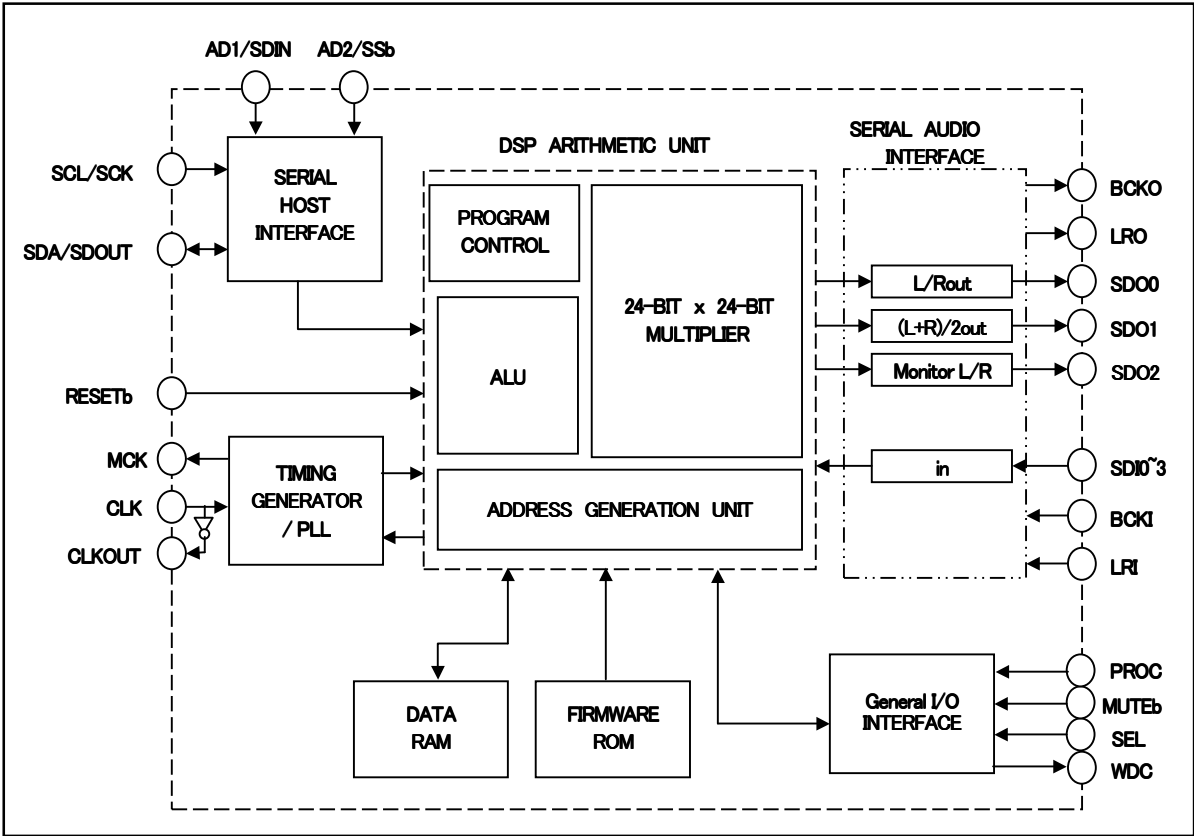 AD1/SDIN AD2/SSb
SERIAL AUDIO
INTERFACE
DSP ARITHMETIC UNIT
SCL/SCK
SDA/SDOUT
SERIAL
HOST
INTERFACE
PROGRAM
CONTROL
24-BIT x 24-BIT
MULTIPLIER
ALU
ADDRESS GENERATION UNIT
L/Rout
(L+R)/2out
Monitor L/R
in
BCKO
LRO
SDO0
SDO1
SDO2
SDI0~3
BCKI
LRI
RESETb
MCK
CLK
CLKOUT
TIMING
GENERATOR
/ PLL
DATA
RAM
FIRMWARE
ROM
General I/O
INTERFACE
PROC
MUTEb
SEL
WDC